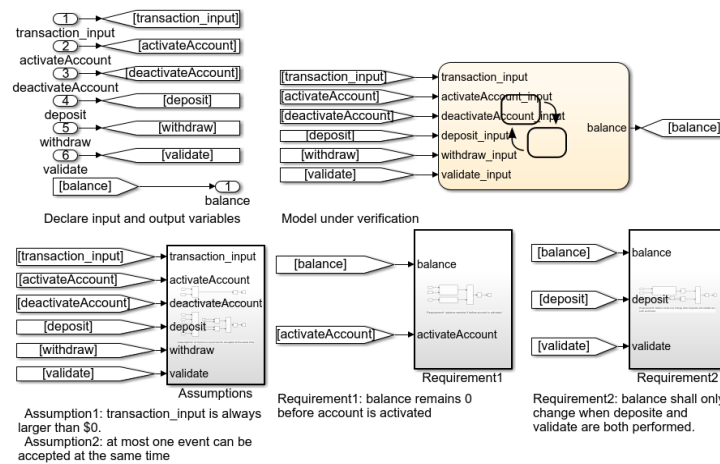 1
[transaction_input]
transaction_input
2
[activateAccount]
activateAccount
3
[deactivateAccount]
deactivateAccount
4
[deposit]
deposit
5
[withdraw]
withdraw
6
[validate]
validate
[balance]
1
balance
Declare input and output variables
[transaction_input]
transaction_input
[activateAccount]
activateAccount_input
[deactivateAccount]
deactivateAccount_input
[deposit]
deposit_input
[withdraw]
withdraw_input
[validate]
validate_input
balance
[balance]
Model under verification
[transaction_input]
transaction_input
[activateAccount]
activateAccount
[deactivateAccount]
deactivateAccount
[deposit]
deposit
[withdraw]
withdraw
[validate]
validate
Assumptions
Assumption1: transaction_input is always
larger than $0.
Assumption2: at most one event can be
accepted at the same time
[balance]
balance
[activateAccount]
activateAccount
Requirement1
Requirement1: balance remains 0
before account is activated
[balance]
balance
[deposit]
deposit
[validate]
validate
Requirement2
Requirement2: balance shall only
change when deposite and
validate are both performed.